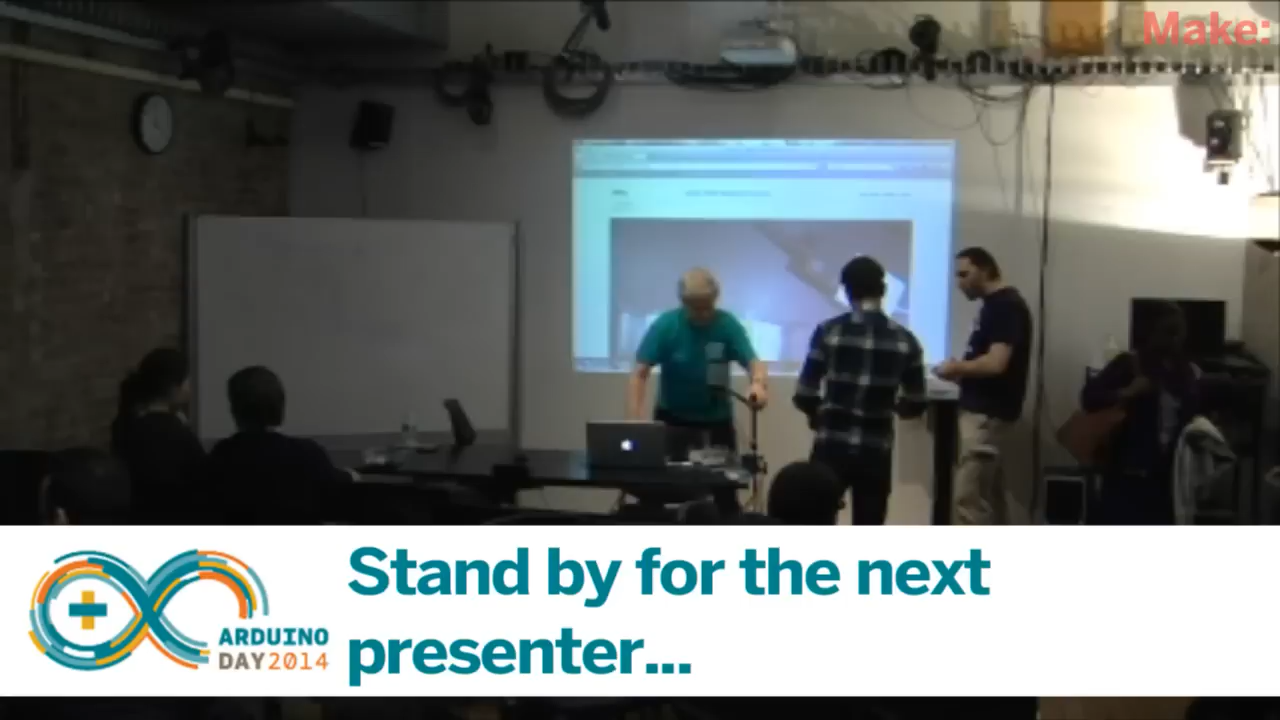 Make:
Stand by for the next
presenter...
ARDUINO
DAY2014